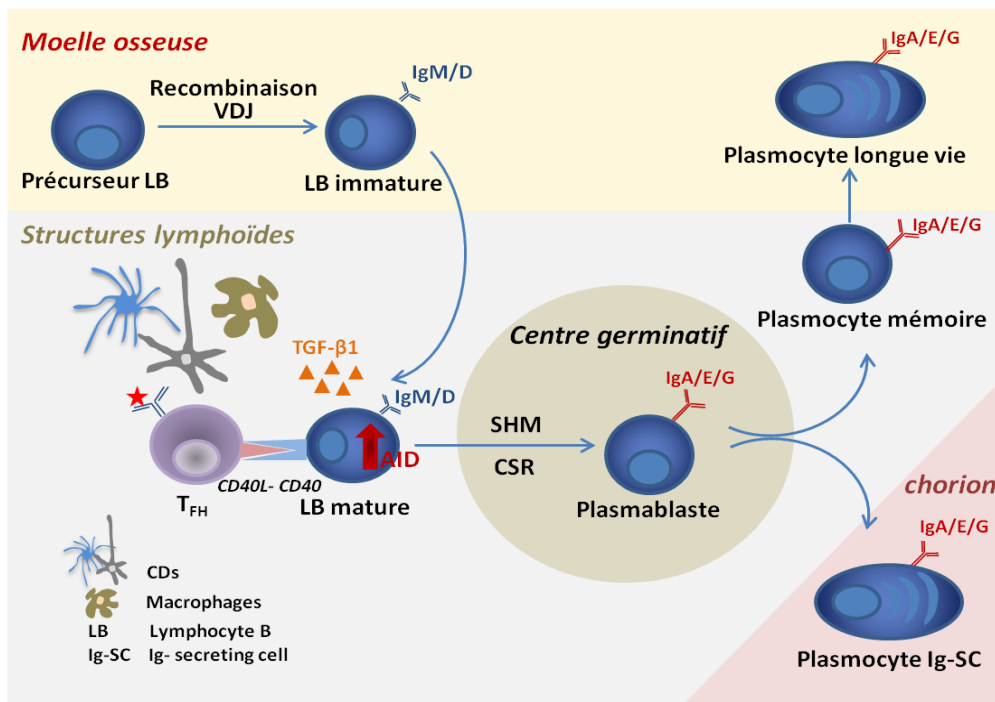 Moelle osseuse
IgM/D
Recombinaison
VDJ
Précurseur LB
LB immature
IgA/E/G
Plasmocyte longue vie
Structures lymphoïdes
TGF-β1
IgM/D
AID
CD40L- CD40
TFH
LB mature
SHM
CSR
Centre germinatif
IgA/E/G
Plasmablaste
IgA/E/G
Plasmocyte mémoire
chorion
IgA/E/G
Plasmocyte Ig-SC
CDs
Macrophages
LB Lymphocyte B
Ig-SC Ig- secreting cell